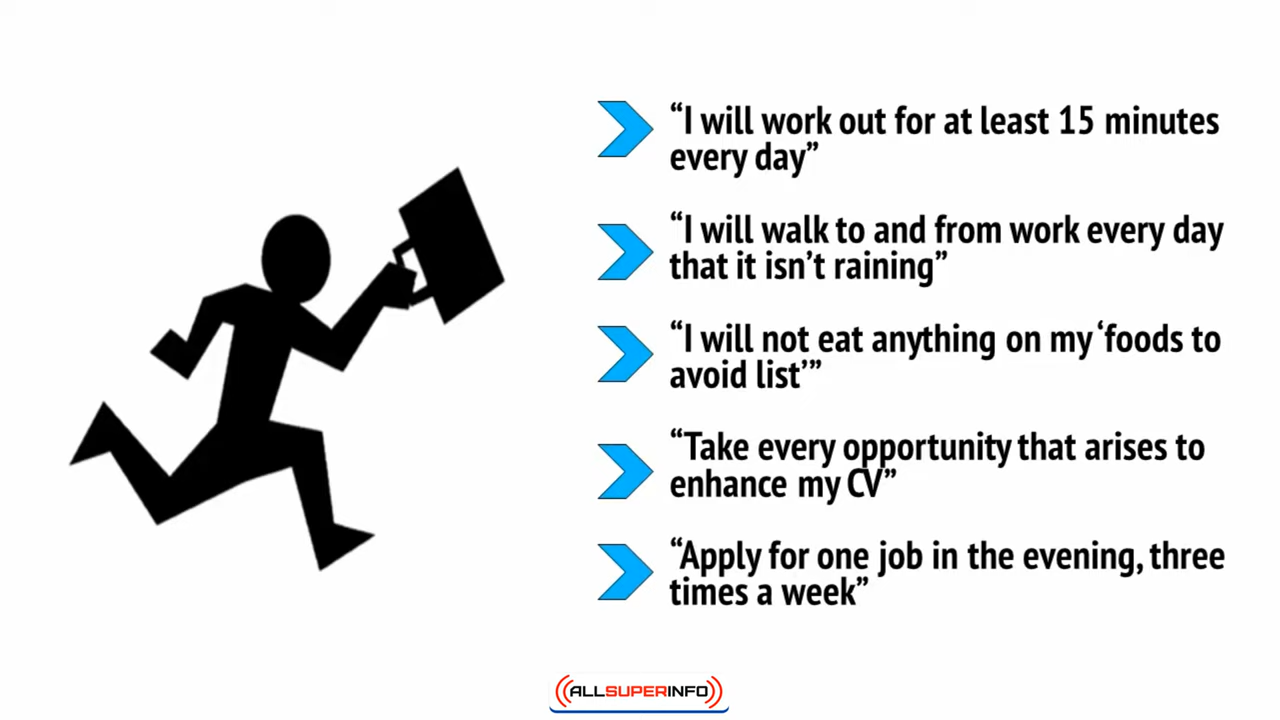 “I will work out for at least 15 minutes
every day”
“I will walk to and from work every day
that it isn’t raining”
“I will not eat anything on my ‘foods to
avoid list’”
“Take every opportunity that arises to
enhance my CV”
“Apply for one job in the evening, three
times a week”
ALLSUPERINFO